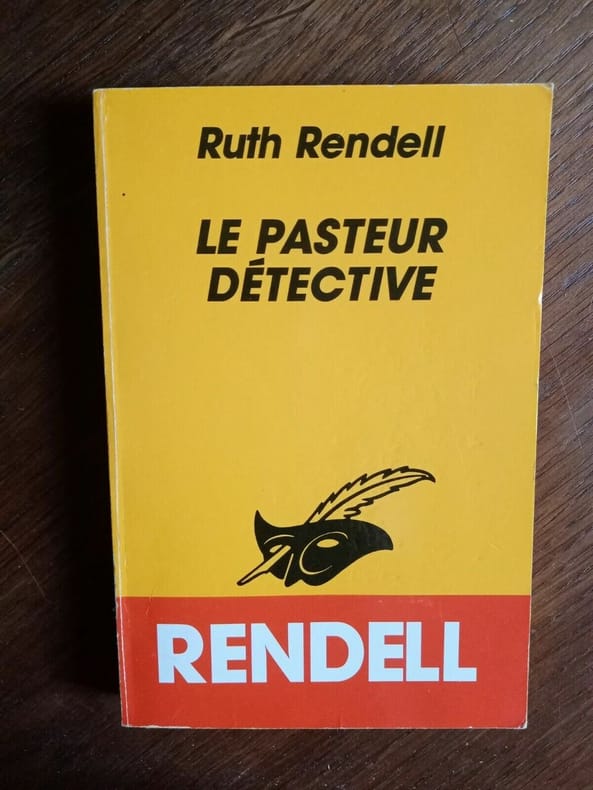 Ruth Rendell
LE PASTEUR
DÉTECTIVE
RENDELL